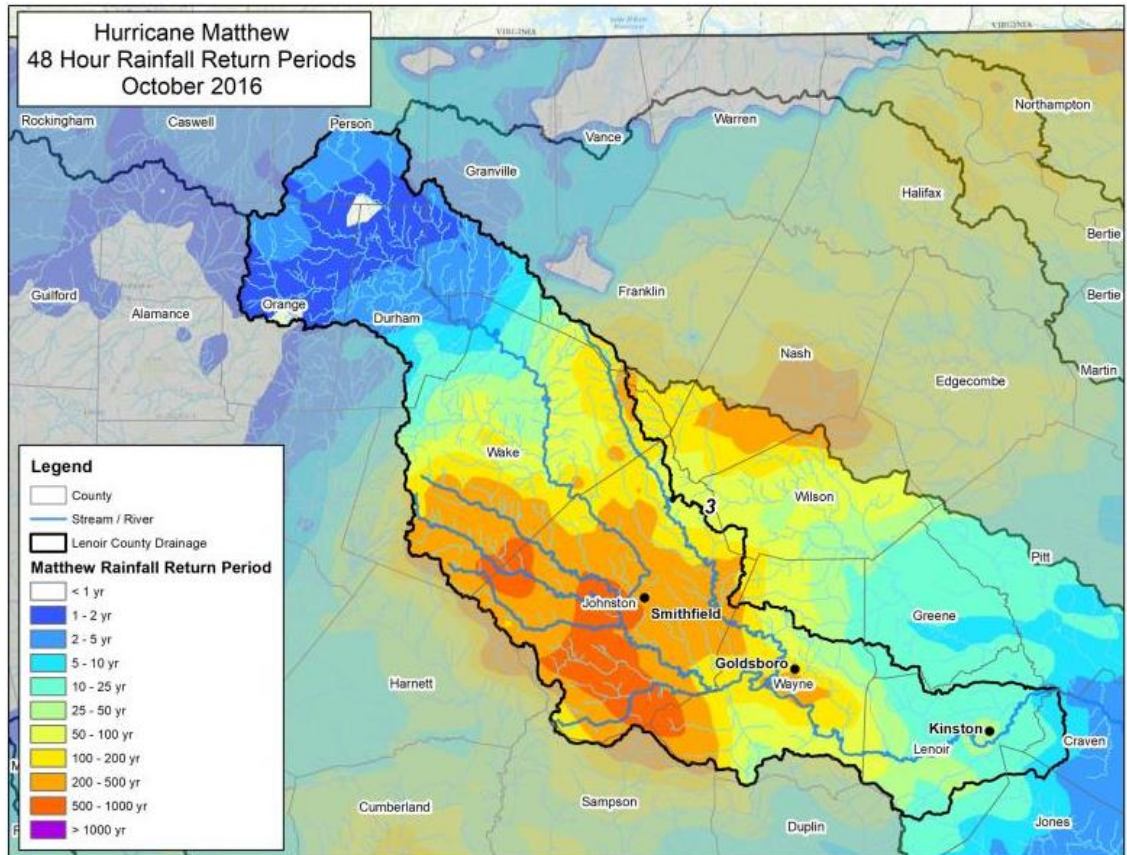 Hurricane Matthew
48 Hour Rainfall Return Periods
October 2016
VIRGINIA
VIRGINIA
Rockingham
Caswell
Person
Vance
Warren
Northampton
Granville
Halifax
Bertie
Guilford
Alamance
Orange
Durham
Franklin
Bertie
Nash
Edgecombe
Martin
Wake
Wilson
3
Pitt
Johnston
Smithfield
Greene
Goldsboro
Wayne
Harnett
Kinston
Lenoir
Craven
Cumberland
Sampson
Duplin
Jones
Legend
County
Stream / River
Lenoir County Drainage
Matthew Rainfall Return Period
< 1 yr
1 - 2 yr
2 - 5 yr
5 - 10 yr
10 - 25 yr
25 - 50 yr
50 - 100 yr
100 - 200 yr
200 - 500 yr
500 - 1000 yr
> 1000 yr